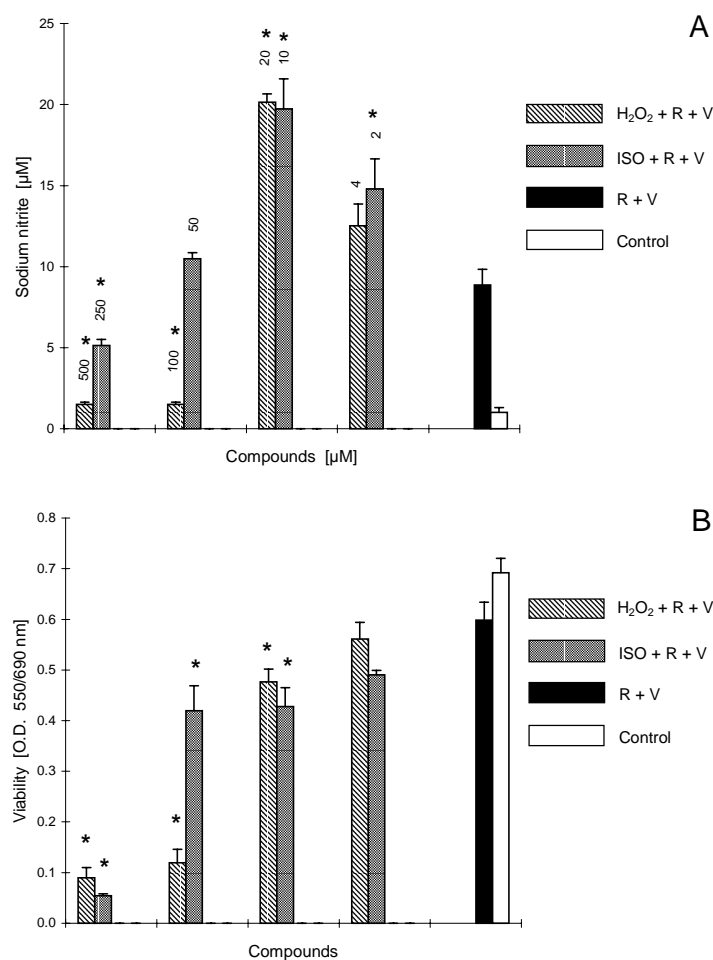 A
25
20
15
10
5
0
Sodium nitrite [µM]
* 500
* 250
* 100
50
* 20
* 10
4
* 2
Compounds [µM]
H₂O₂ + R + V
ISO + R + V
R + V
Control
B
0.8
0.7
0.6
0.5
0.4
0.3
0.2
0.1
0.0
Viability [O.D. 550/690 nm]
* * * * * *
Compounds
H₂O₂ + R + V
ISO + R + V
R + V
Control